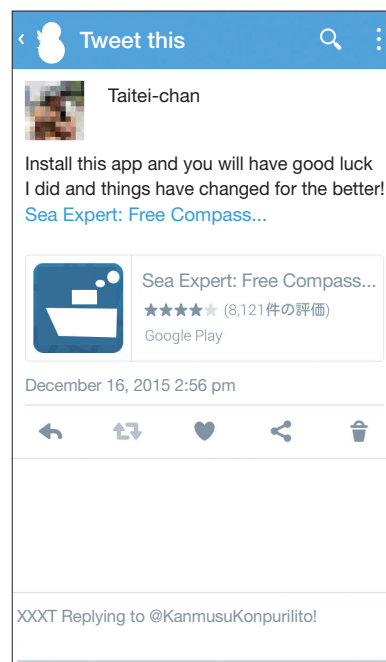 Tweet this
Taitei-chan
Install this app and you will have good luck
I did and things have changed for the better!
Sea Expert: Free Compass...
Sea Expert: Free Compass...
★★★★★ (8,121件の評価)
Google Play
December 16, 2015 2:56 pm
XXXT Replying to @KanmusuKonpurilito!